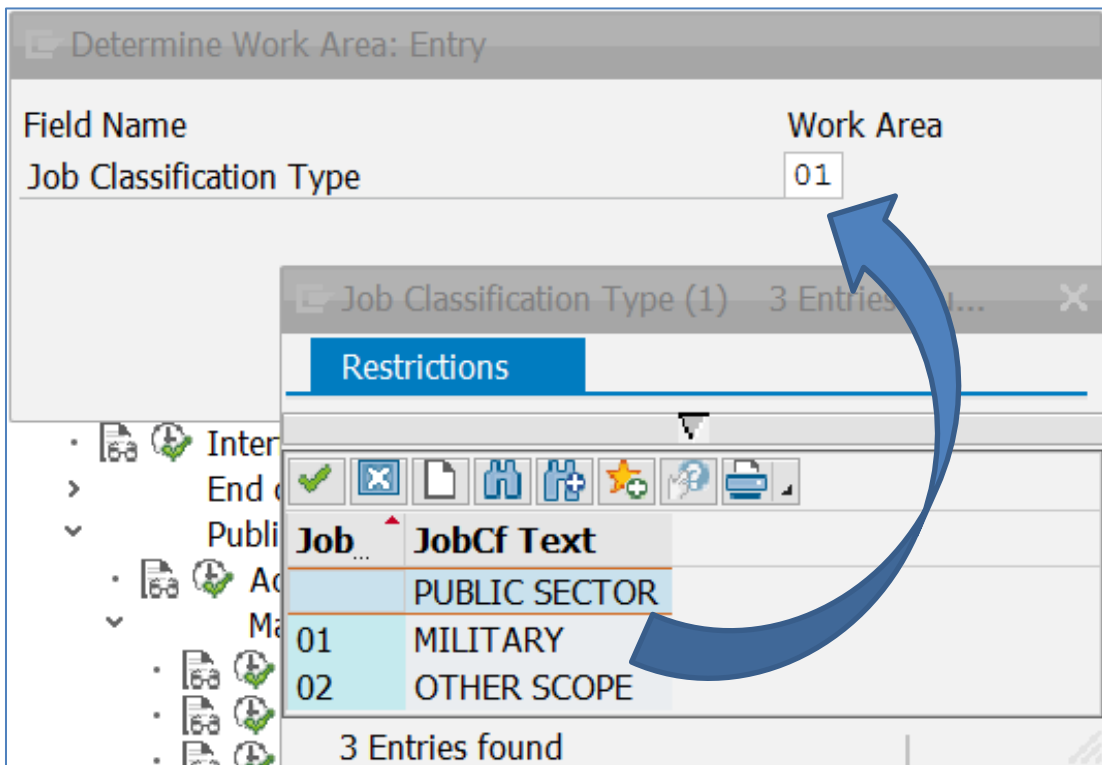 Determine Work Area: Entry
Field Name Work Area
Job Classification Type 01
Job Classification Type (1) 3 Entries
Restrictions
Inter
End
Publi
Job... JobCf Text
PUBLIC SECTOR
Ma
01 MILITARY
02 OTHER SCOPE
3 Entries found